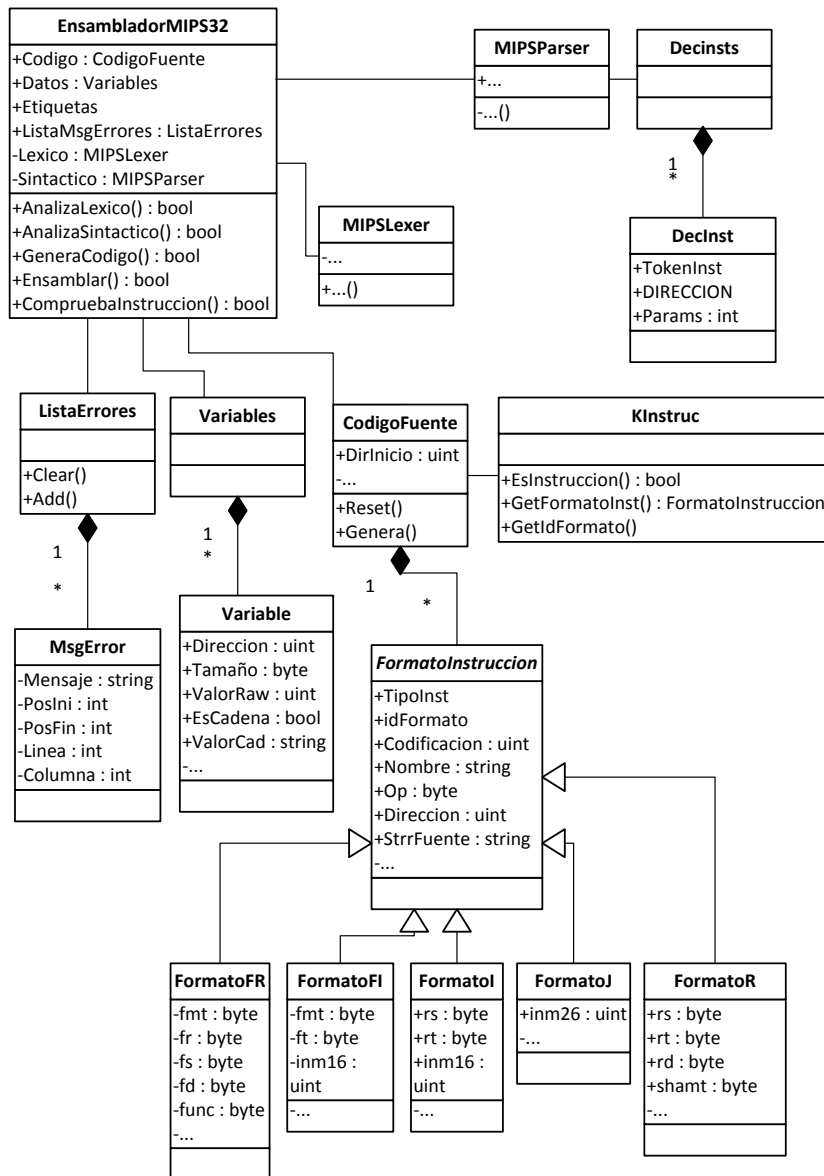 EnsambladorMIPS32
+Codigo : CodigoFuente
+Datos : Variables
+Etiquetas
+ListaMsgErrores : ListaErrores
-Lexico : MIPSLexer
-Sintactico : MIPSParser
+AnalizaLexico() : bool
+AnalizaSintactico() : bool
+GeneraCodigo() : bool
+Ensamblar() : bool
+CompruebaInstruccion() : bool
MIPSParser
+...
-...()
Decinsts
1
*
MIPSLexer
-...
+...()
DecInst
+TokenInst
+DIRECCION
+Params : int
ListaErrores
+Clear()
+Add()
1
*
Variables
1
*
CodigoFuente
+DirInicio : uint
-...
+Reset()
+Genera()
1
*
KInstruc
+EsInstruccion() : bool
+GetFormatoInst() : FormatoInstruccion
+GetIdFormato()
MsgError
-Mensaje : string
-PosIni : int
-PosFin : int
-Linea : int
-Columna : int
Variable
+Direccion : uint
+Tamaño : byte
+ValorRaw : uint
+EsCadena : bool
+ValorCad : string
-...
FormatoInstruccion
+TipoInst
+idFormato
+Codificacion : uint
+Nombre : string
+Op : byte
+Direccion : uint
+StrrFuente : string
-...
FormatoFR
-fmt : byte
-fr : byte
-fs : byte
-fd : byte
-func : byte
-...
FormatoFI
-fmt : byte
-ft : byte
-inm16 :
uint
-...
FormatoI
+rs : byte
+rt : byte
+inm16 :
uint
-...
FormatoJ
+inm26 : uint
-...
FormatoR
+rs : byte
+rt : byte
+rd : byte
+shamt : byte
-...